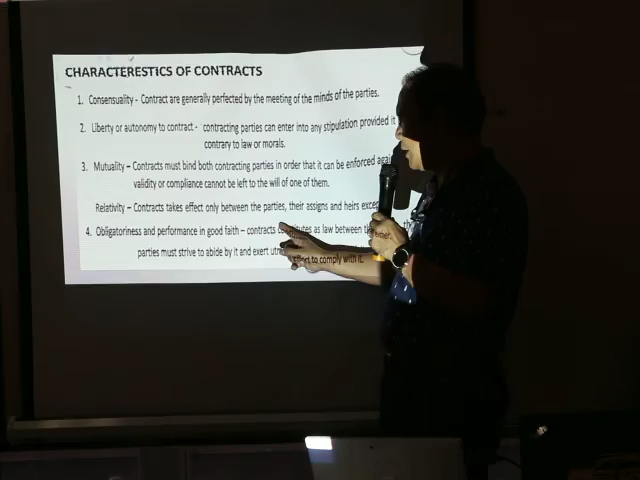 CHARACTERESTICS OF CONTRACTS
1. Consensuality - Contract are generally perfected by the meeting of the minds of the parties.
2. Liberty or autonomy to contract - contracting parties can enter into any stipulation provided it
contrary to law or morals.
3. Mutuality – Contracts must bind both contracting parties in order that it can be enforced
validity or compliance cannot be left to the will of one of them.
Relativity – Contracts takes effect only between the parties, their assigns and heirs
4. Obligatoriness and performance in good faith – contracts as law between
parties must strive to abide by it and exert effort to comply with it.